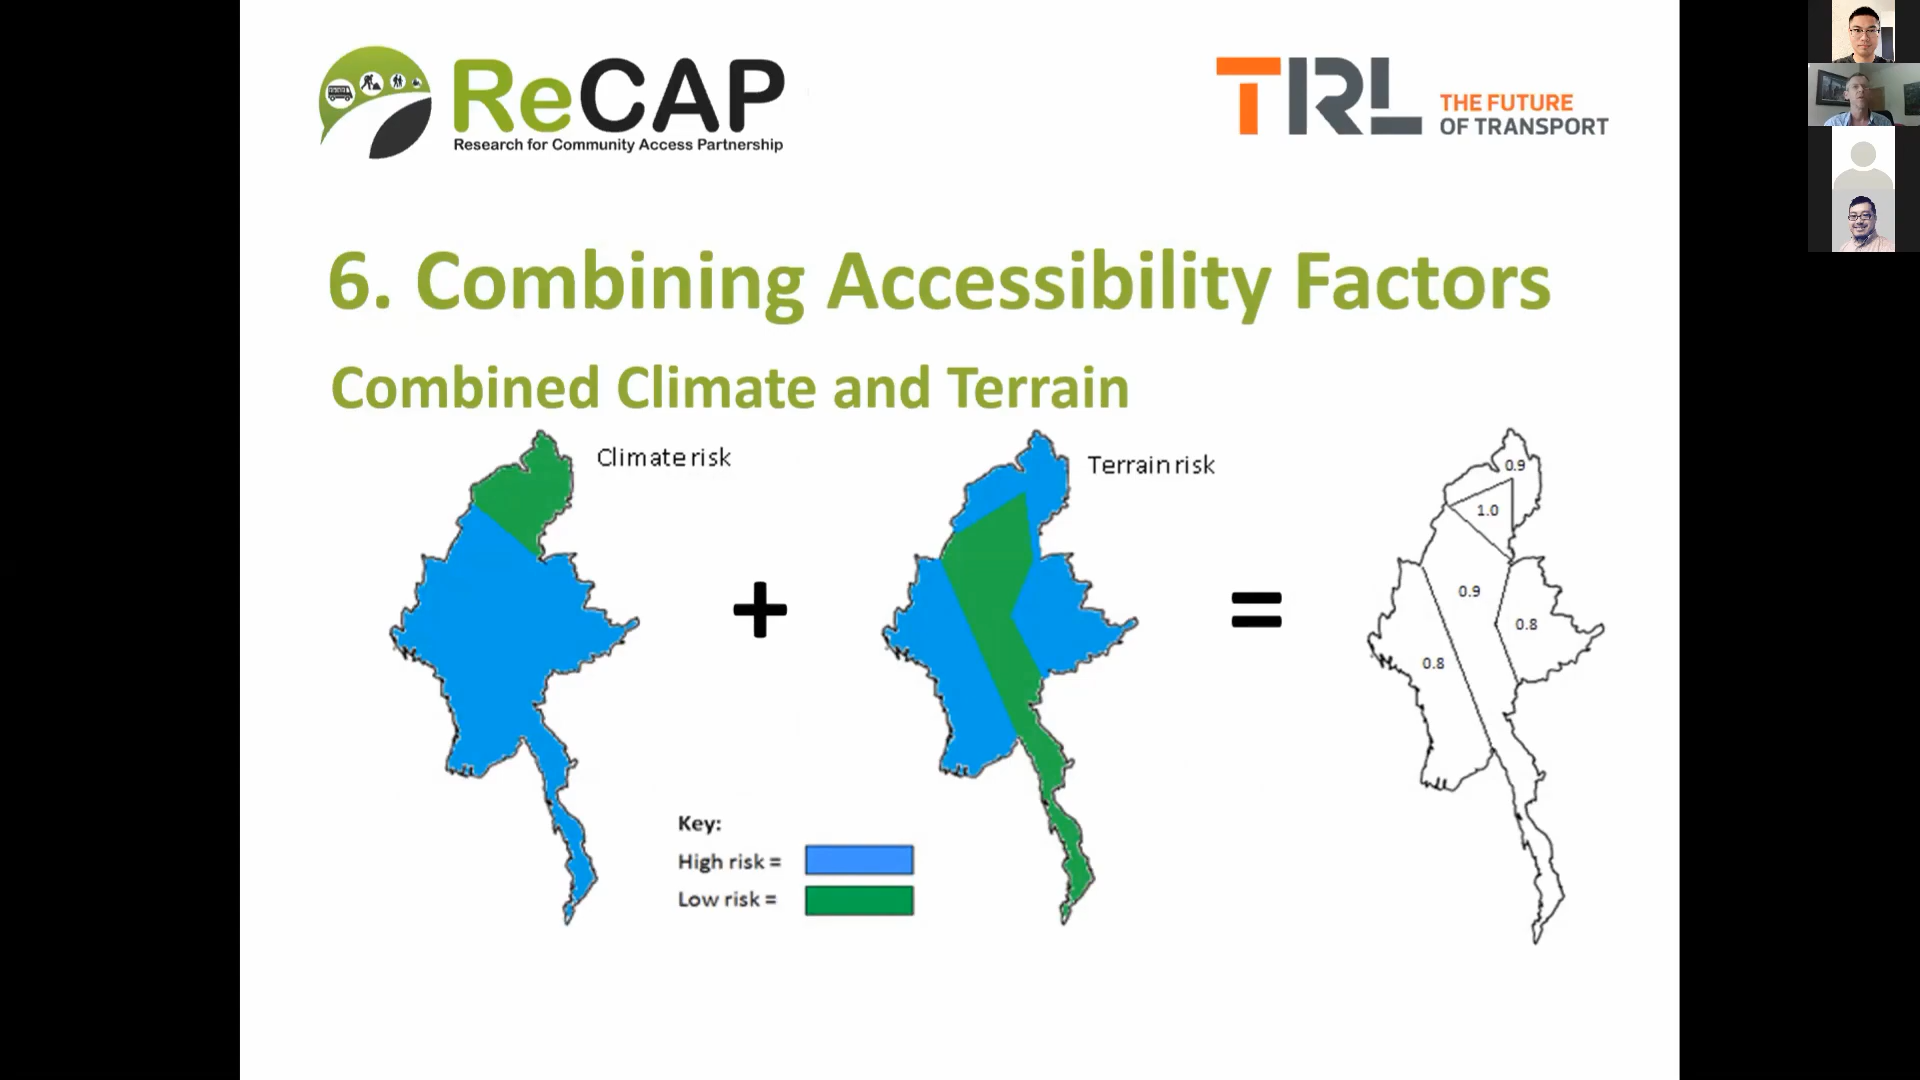 ReCAP
Research for Community Access Partnership
TRL
THE FUTURE
OF TRANSPORT
6. Combining Accessibility Factors
Combined Climate and Terrain
Climate risk
Terrain risk
+
=
0.9
1.0
0.9
0.8
0.8
Key:
High risk =
Low risk =